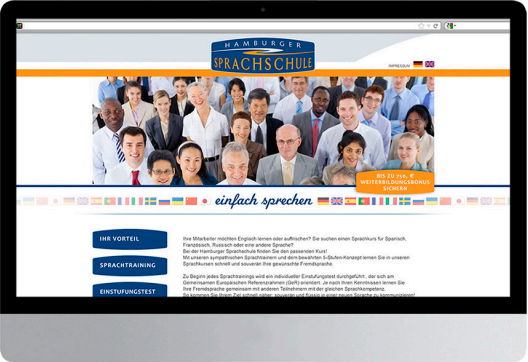 HAMBURGER
SPRACHSCHULE
IMPRESSUM
BIS ZU 750, €
WEITERBILDUNGSBONUS
SICHERN
einfach sprechen
IHR VORTEIL
SPRACHTRAINING
EINSTUFUNGSTEST
Ihre Mitarbeiter möchten Englisch lernen oder auffrischen? Sie suchen einen Sprachkurs für Spanisch,
Französisch, Russisch oder eine andere Sprache?
Bei der Hamburger Sprachschule finden Sie den passenden Kurs!
Mit unseren sympathischen Sprachtrainern und dem bewährten 5-Stufen-Konzept lernen Sie in unseren
Sprachkursen schnell und souverän Ihre gewünschte Fremdsprache.
Zu Beginn jedes Sprachtrainings wird ein individueller Einstufungstest durchgeführt, der sich am
Gemeinsamen Europäischen Referenzrahmen (GeR) orientiert. Je nach Ihren Kenntnissen lernen Sie
Ihre Fremdsprache gemeinsam mit anderen Teilnehmern mit der gleichen Sprachkompetenz.
So kommen Sie Ihrem Ziel schnell näher: souverän und flüssig in einer neuen Sprache zu kommunizieren!